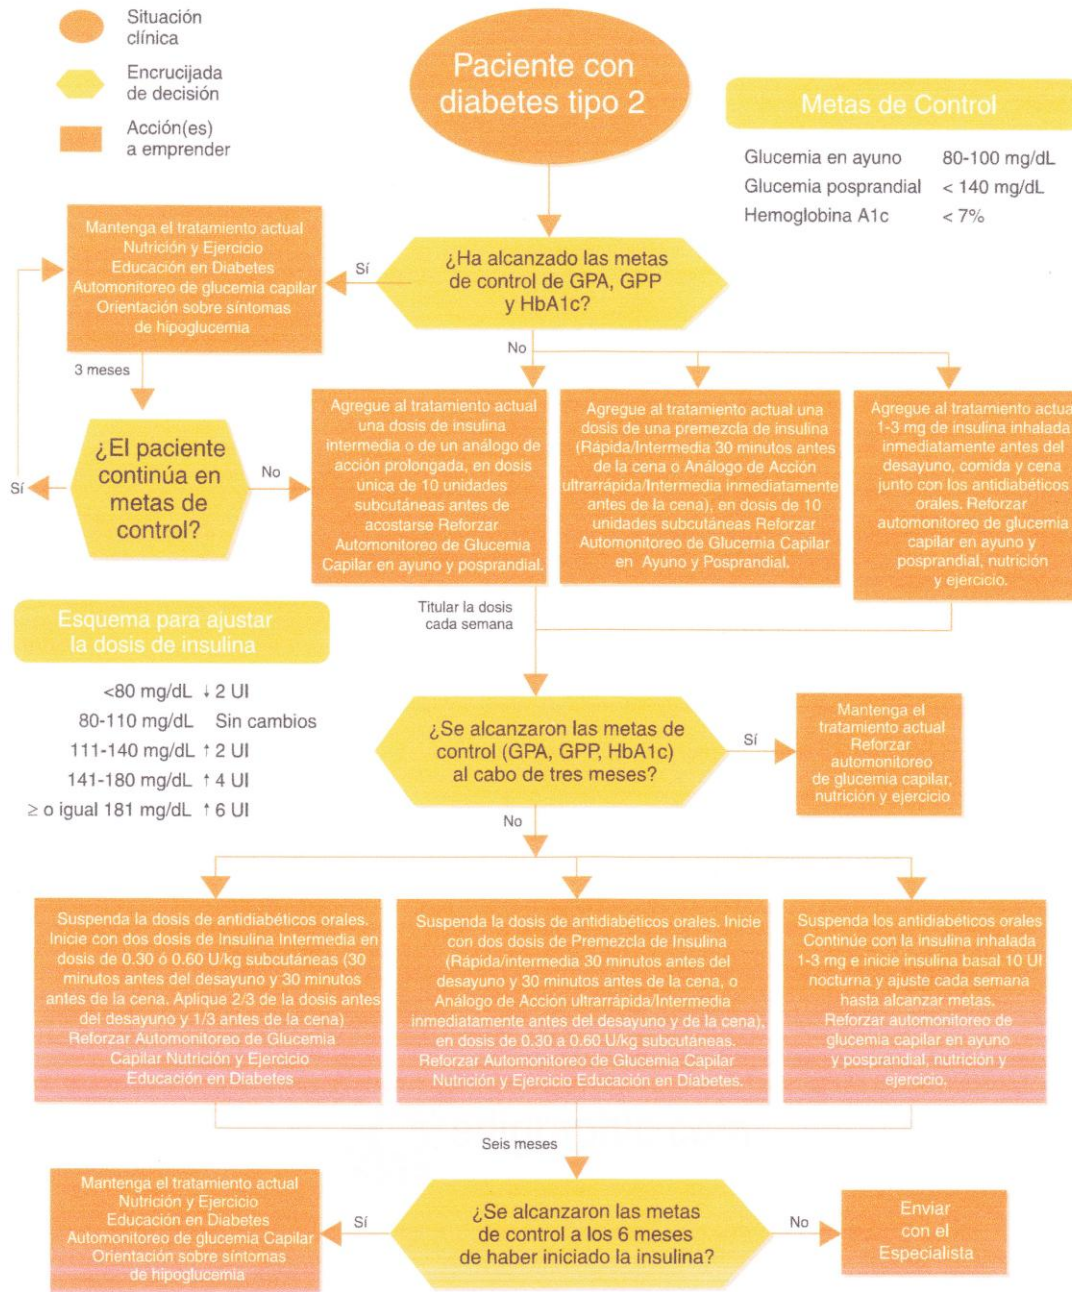 Situación
clínica
Encrucijada
de decisión
Acción(es)
a emprender
Paciente con
diabetes tipo 2
Metas de Control
Glucemia en ayuno 80-100 mg/dL
Glucemia posprandial < 140 mg/dL
Hemoglobina A1c < 7%
Mantenga el tratamiento actual
Nutrición y Ejercicio
Educación en Diabetes
Automonitoreo de glucemia capilar
Orientación sobre síntomas
de hipoglucemia
Sí
¿Ha alcanzado las metas
de control de GPA, GPP
y HbA1c?
No
3 meses
¿El paciente
continúa en
metas de
control?
Sí
No
Agregue al tratamiento actual
una dosis de insulina
intermedia o de un análogo de
acción prolongada, en dosis
única de 10 unidades
subcutáneas antes de
acostarse Reforzar
Automonitoreo de Glucemia
Capilar en ayuno y posprandial.
Agregue al tratamiento actual una
dosis de una premezcla de insulina
(Rápida/Intermedia 30 minutos antes
de la cena o Análogo de Acción
ultrarrápida/Intermedia inmediatamente
antes de la cena), en dosis de 10
unidades subcutáneas Reforzar
Automonitoreo de Glucemia Capilar
en Ayuno y Posprandial.
Agregue al tratamiento actual
1-3 mg de insulina inhalada
inmediatamente antes del
desayuno, comida y cena
junto con los antidiabéticos
orales. Reforzar
automonitoreo de glucemia
capilar en ayuno y
posprandial, nutrición
y ejercicio.
Titular la dosis
cada semana
Esquema para ajustar
la dosis de insulina
<80 mg/dL ↓ 2 UI
80-110 mg/dL Sin cambios
111-140 mg/dL ↑ 2 UI
141-180 mg/dL ↑ 4 UI
≥ o igual 181 mg/dL ↑ 6 UI
¿Se alcanzaron las metas de
control (GPA, GPP, HbA1c)
al cabo de tres meses?
Sí
Mantenga el
tratamiento actual
Reforzar
automonitoreo
de glucemia capilar,
nutrición y ejercicio
No
Suspenda la dosis de antidiabéticos orales.
Inicie con dos dosis de Insulina Intermedia en
dosis de 0.30 ó 0.60 U/kg subcutáneas (30
minutos antes del desayuno y 30 minutos
antes de la cena. Aplique 2/3 de la dosis antes
del desayuno y 1/3 antes de la cena)
Reforzar Automonitoreo de Glucemia
Capilar Nutrición y Ejercicio
Educación en Diabetes
Suspenda la dosis de antidiabéticos orales. Inicie
con dos dosis de Premezcla de Insulina
(Rápida/intermedia 30 minutos antes del
desayuno y 30 minutos antes de la cena, o
Análogo de Acción ultrarrápida/Intermedia
inmediatamente antes del desayuno y de la cena),
en dosis de 0.30 a 0.60 U/kg subcutáneas.
Reforzar Automonitoreo de Glucemia Capilar
Nutrición y Ejercicio Educación en Diabetes.
Suspenda los antidiabéticos orales
Continúe con la insulina inhalada
1-3 mg e inicie insulina basal 10 UI
nocturna y ajuste cada semana
hasta alcanzar metas.
Reforzar automonitoreo de
glucemia capilar en ayuno
y posprandial, nutrición y
ejercicio.
Seis meses
Mantenga el tratamiento actual
Nutrición y Ejercicio
Educación en Diabetes
Automonitoreo de glucemia Capilar
Orientación sobre síntomas
de hipoglucemia
Sí
¿Se alcanzaron las metas
de control a los 6 meses
de haber iniciado la insulina?
No
Enviar
con el
Especialista